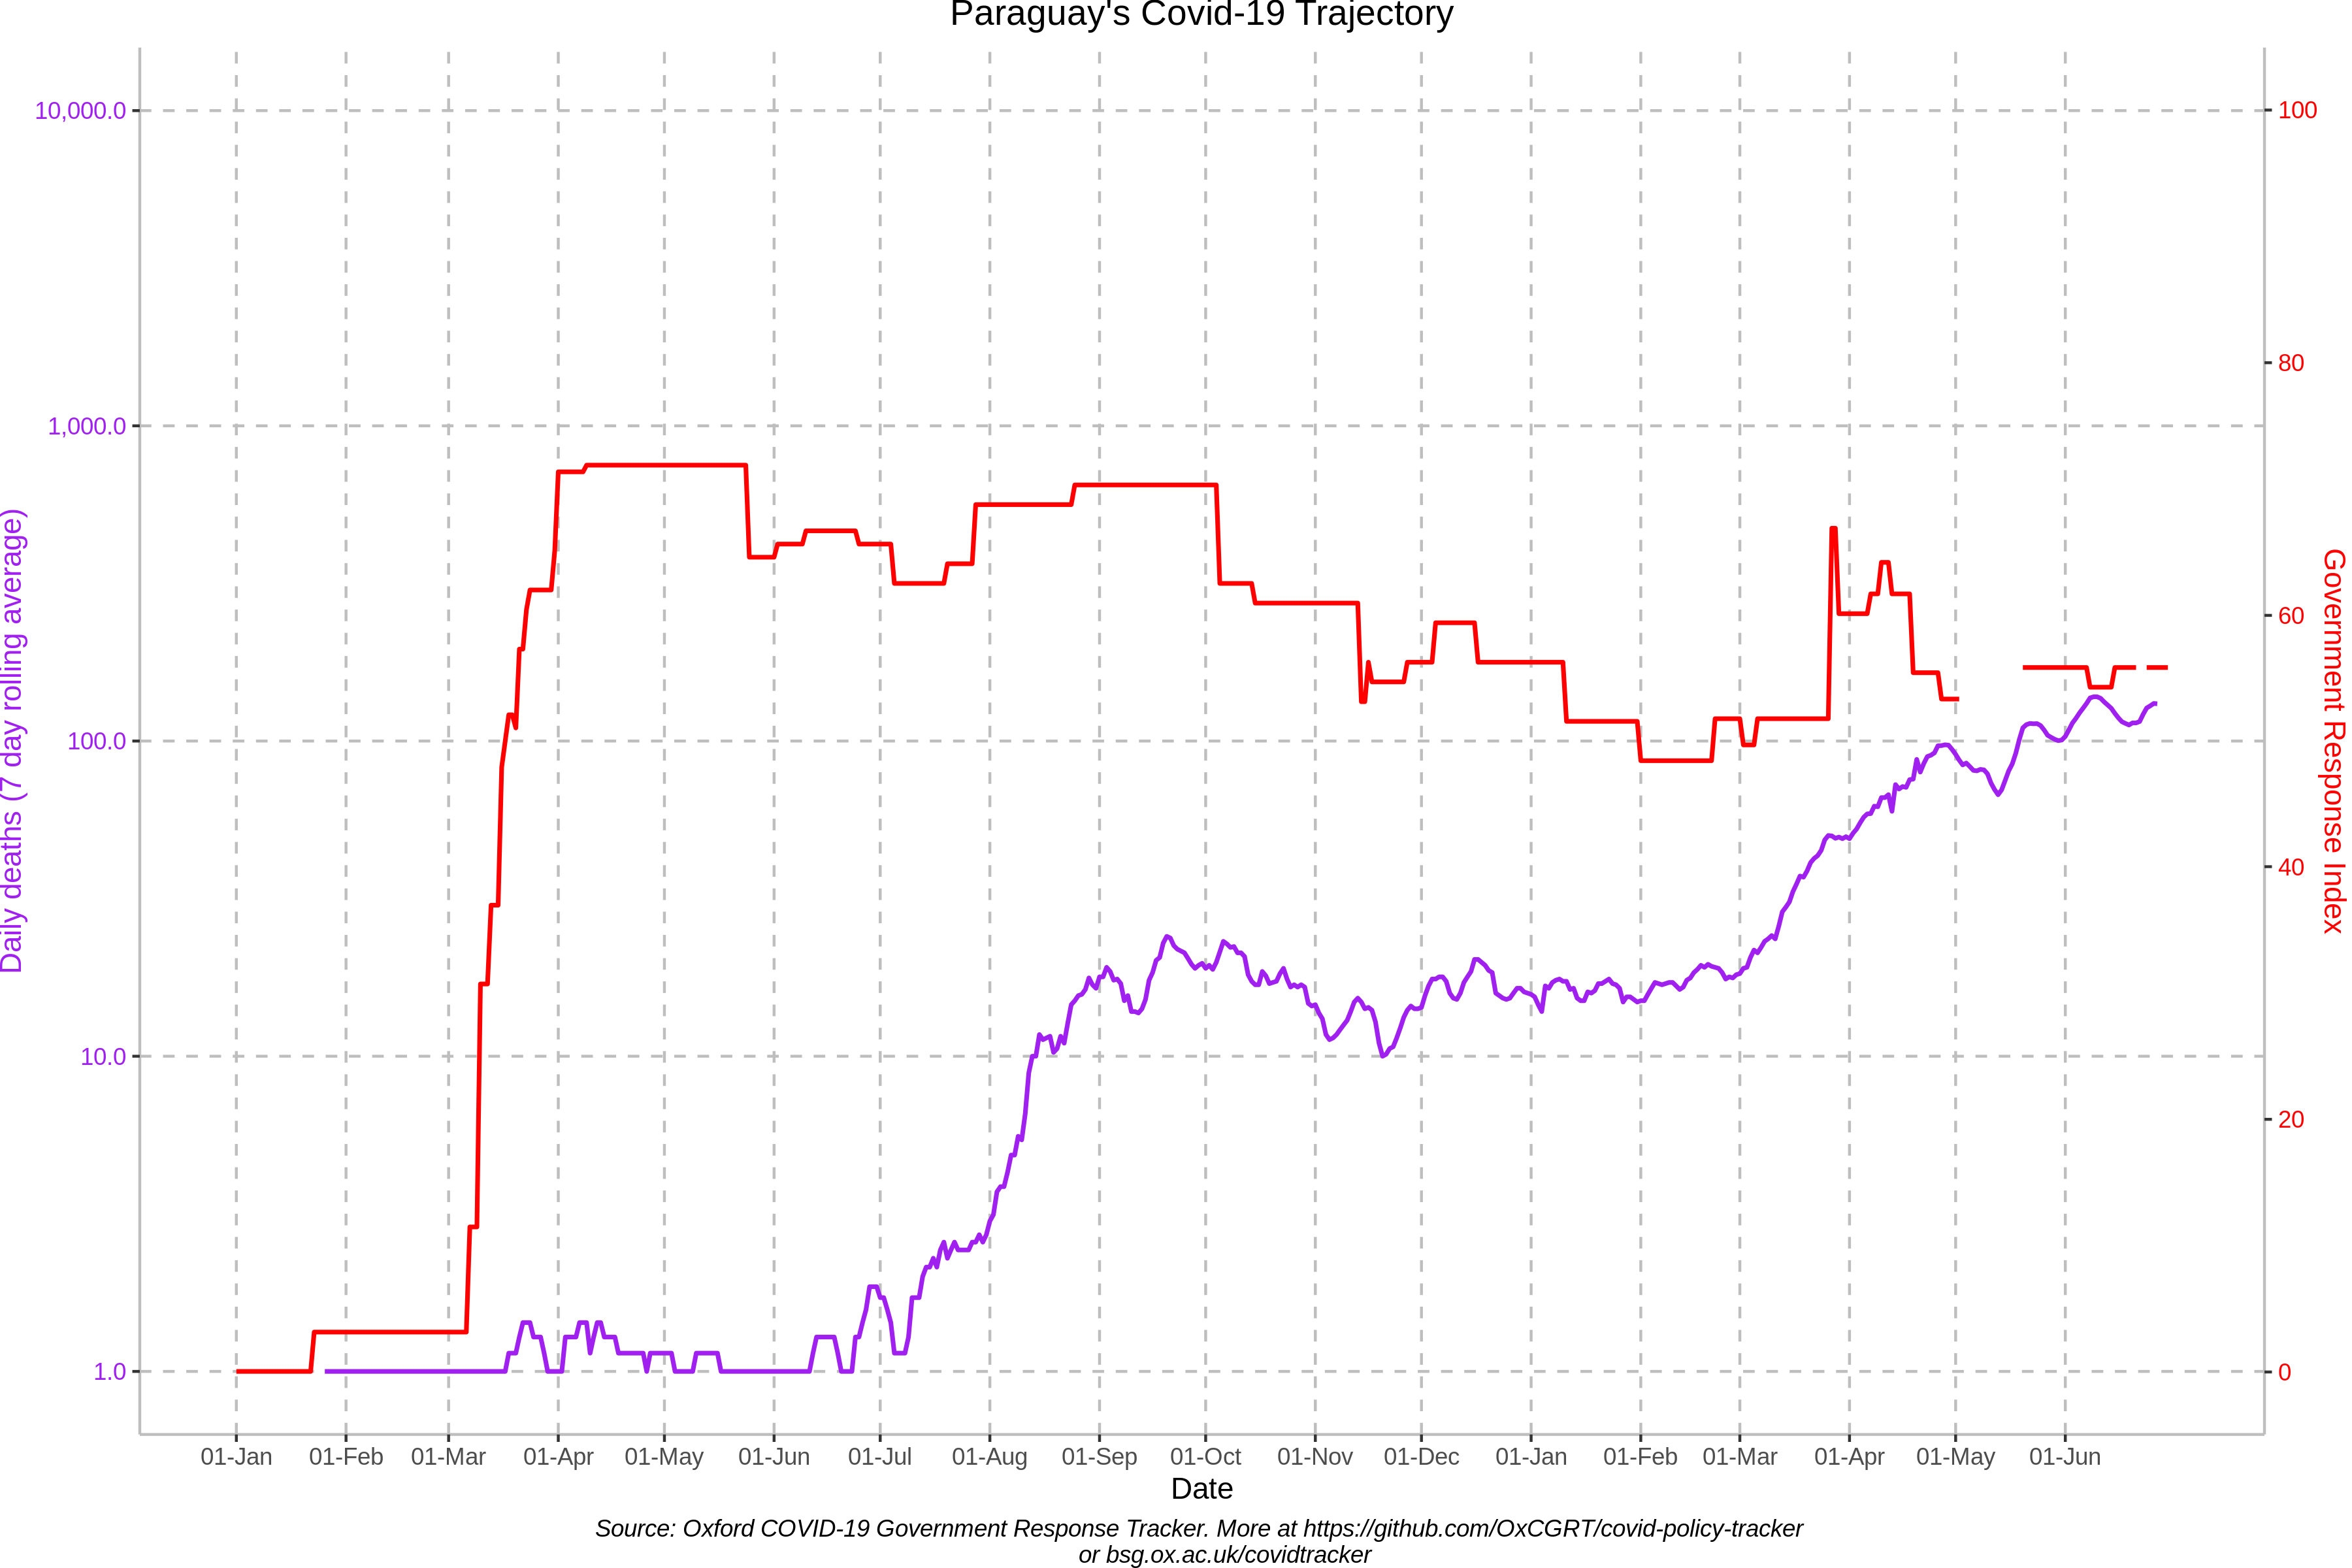 Paraguay's Covid-19 Trajectory
10,000.0
1,000.0
100.0
10.0
1.0
Daily deaths (7 day rolling average)
100
80
60
40
20
0
Government Response Index
01-Jan 01-Feb 01-Mar 01-Apr 01-May 01-Jun 01-Jul 01-Aug 01-Sep 01-Oct 01-Nov 01-Dec 01-Jan 01-Feb 01-Mar 01-Apr 01-May 01-Jun
Date
Source: Oxford COVID-19 Government Response Tracker. More at https://github.com/OxCGRT/covid-policy-tracker
or bsg.ox.ac.uk/covidtracker